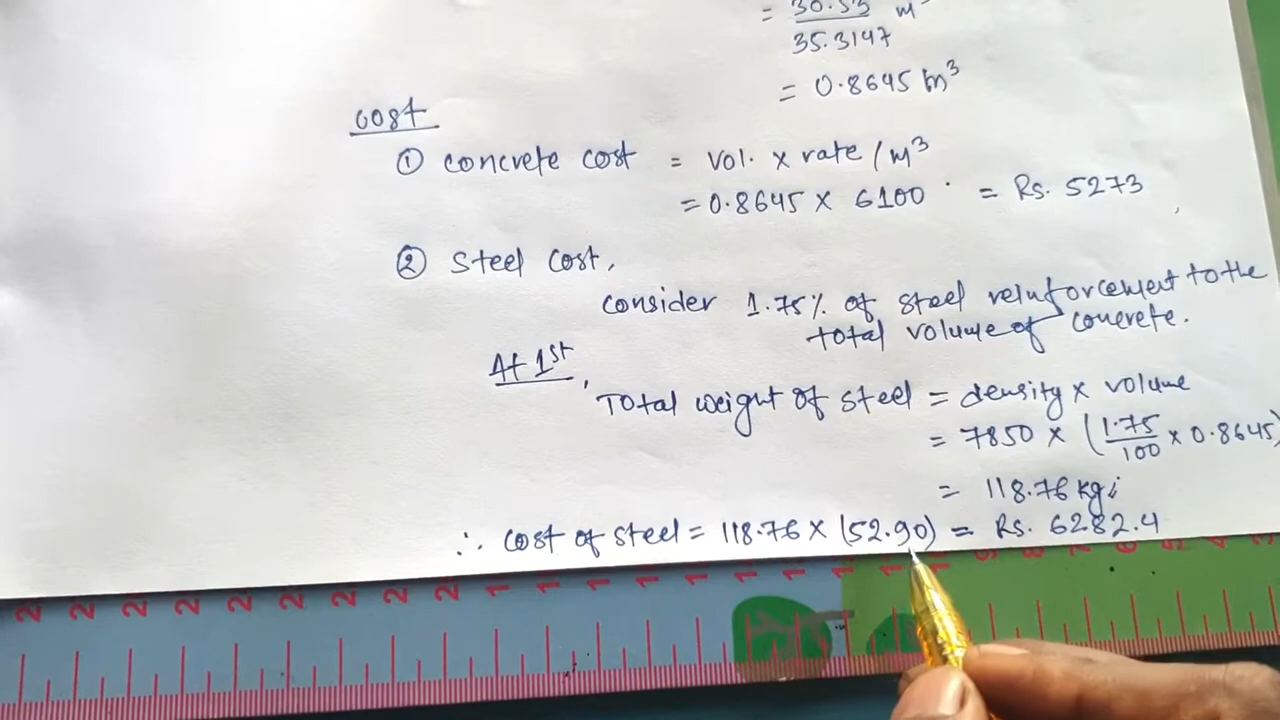 = 30.53 m
35.3147
= 0.8645 m³
cost
① concrete cost = vol. x rate / m³
= 0.8645 x 6100 = Rs. 5273
② Steel cost,
consider 1.75% of steel reinforcement to the
total volume of concrete.
At 1st,
Total weight of steel = density x volume
= 7850 x (1.75/100 x 0.8645)
= 118.76 kg
∴ cost of steel = 118.76 x (52.90) = Rs. 6282.4